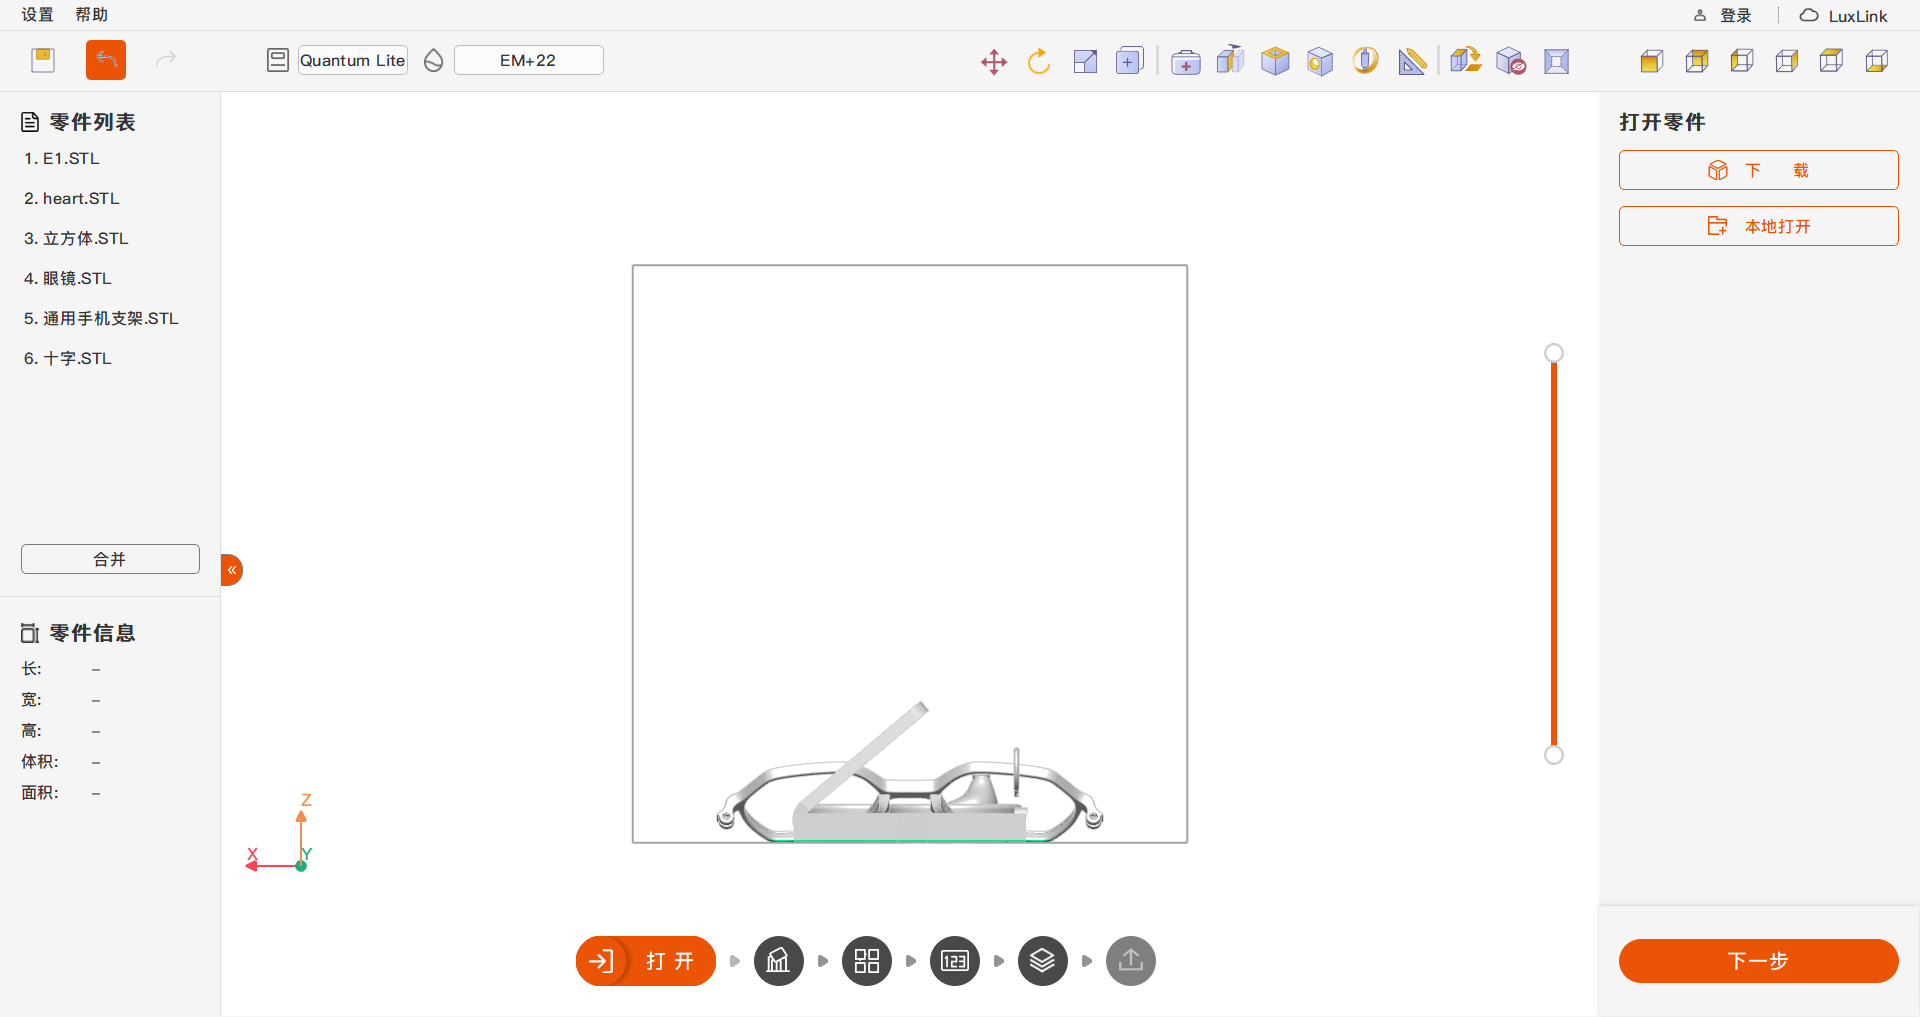 设置 帮助 登录 LuxLink
Quantum Lite EM+22
零件列表
1. E1.STL
2. heart.STL
3. 立方体.STL
4. 眼镜.STL
5. 通用手机支架.STL
6. 十字.STL
合并
零件信息
长: –
宽: –
高: –
体积: –
面积: –
Z
X Y
打开
123
打开零件
下 载
本地打开
下一步